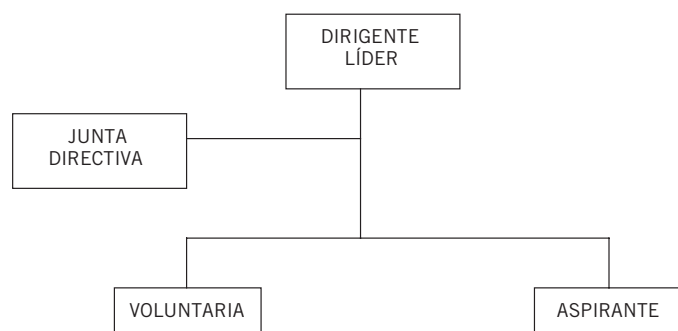 DIRIGENTE
LÍDER
JUNTA
DIRECTIVA
VOLUNTARIA
ASPIRANTE